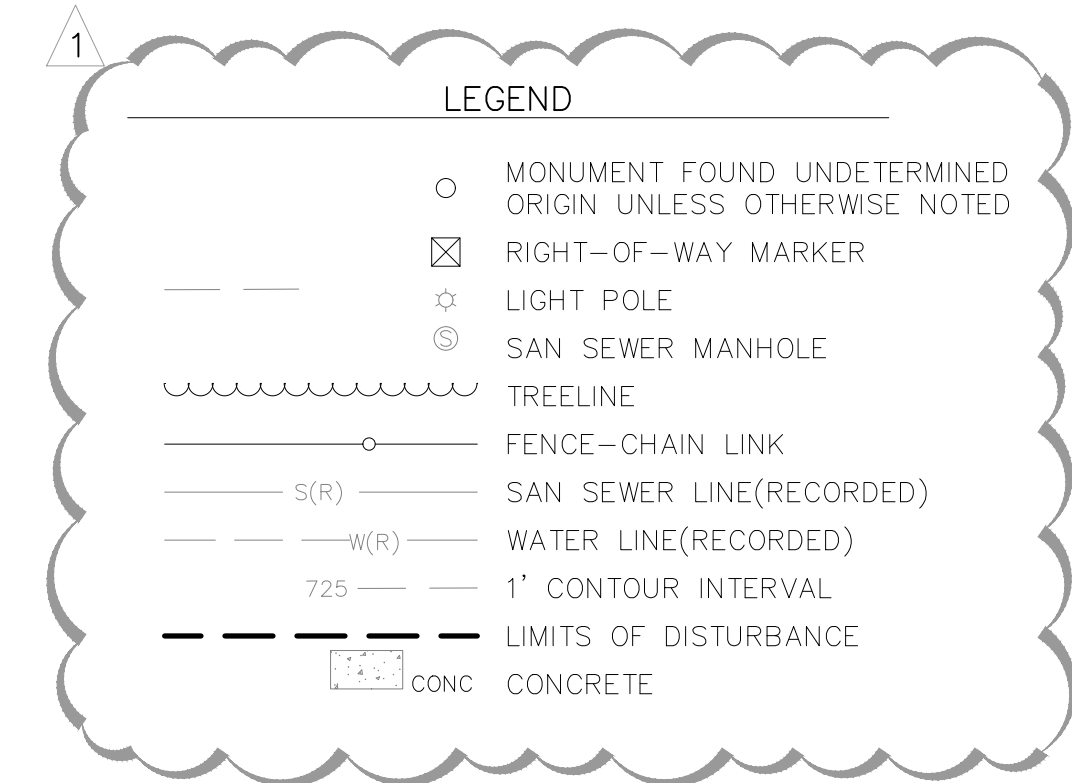 1
LEGEND
MONUMENT FOUND UNDETERMINED
ORIGIN UNLESS OTHERWISE NOTED
RIGHT-OF-WAY MARKER
LIGHT POLE
S SAN SEWER MANHOLE
TREELINE
FENCE-CHAIN LINK
S(R) SAN SEWER LINE(RECORDED)
W(R) WATER LINE(RECORDED)
725 1' CONTOUR INTERVAL
LIMITS OF DISTURBANCE
CONC CONCRETE